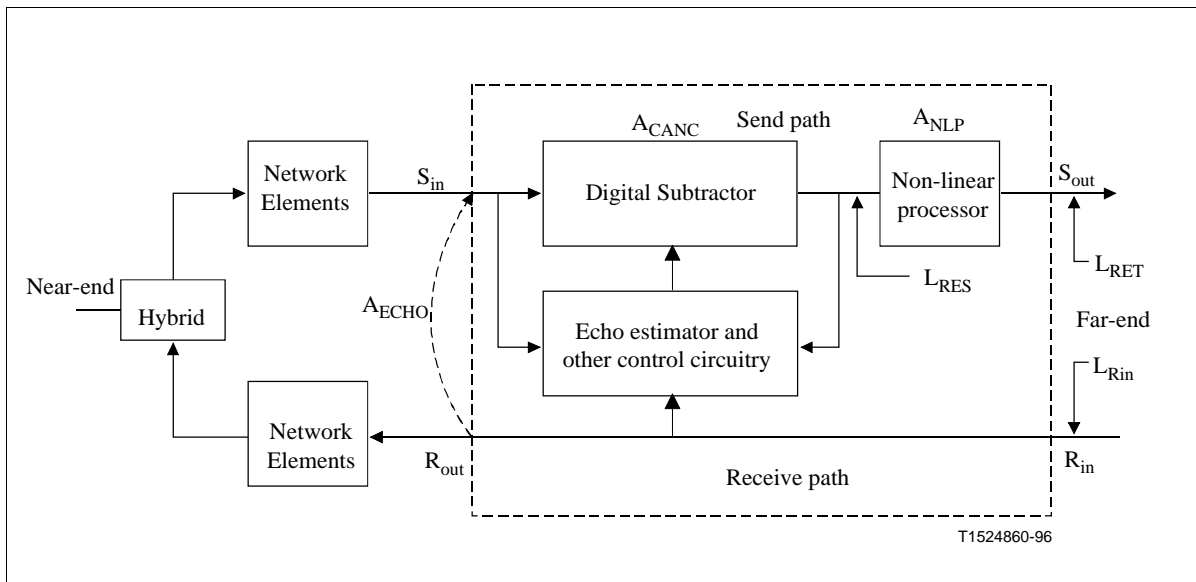 A_CANC
Send path
A_NLP
Network
Elements
S_in
Digital Subtractor
Non-linear
processor
S_out
L_RET
L_RES
Near-end
Hybrid
A_ECHO
Echo estimator and
other control circuitry
Far-end
L_Rin
Network
Elements
R_out
R_in
Receive path
T1524860-96